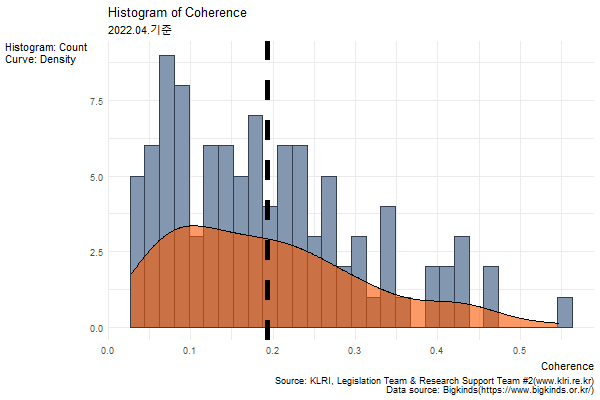 Histogram of Coherence
2022.04.기준
Histogram: Count
Curve: Density
7.5
5.0
2.5
0.0
0.0 0.1 0.2 0.3 0.4 0.5
Coherence
Source: KLRI, Legislation Team & Research Support Team #2(www.klri.re.kr)
Data source: Bigkinds(https://www.bigkinds.or.kr/)